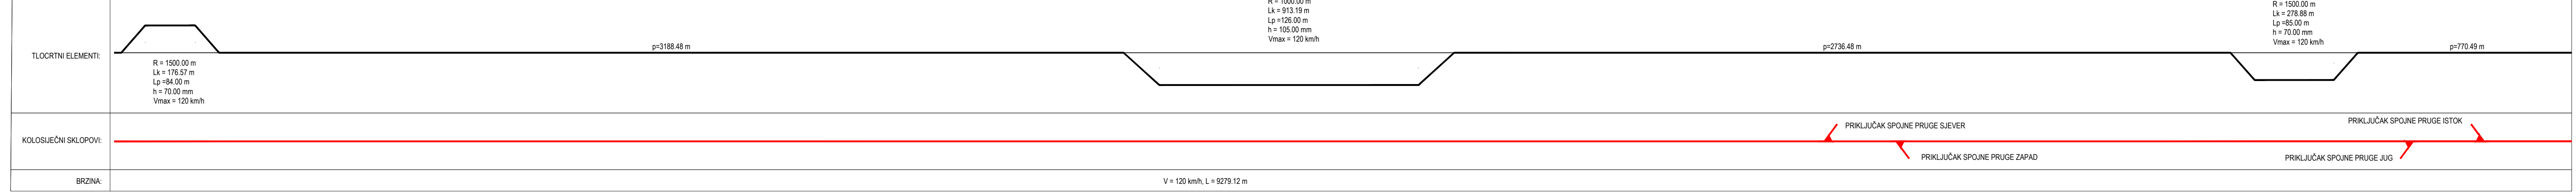 TLOCRTNI ELEMENTI:
R = 1500.00 m
Lk = 176.57 m
Lp =84.00 m
h = 70.00 mm
Vmax = 120 km/h
p=3188.48 m
R = 1000.00 m
Lk = 913.19 m
Lp =126.00 m
h = 105.00 mm
Vmax = 120 km/h
p=2736.48 m
R = 1500.00 m
Lk = 278.88 m
Lp =85.00 m
h = 70.00 mm
Vmax = 120 km/h
p=770.49 m
KOLOSIJEČNI SKLOPOVI:
PRIKLJUČAK SPOJNE PRUGE SJEVER
PRIKLJUČAK SPOJNE PRUGE ZAPAD
PRIKLJUČAK SPOJNE PRUGE ISTOK
PRIKLJUČAK SPOJNE PRUGE JUG
BRZINA:
V = 120 km/h, L = 9279.12 m